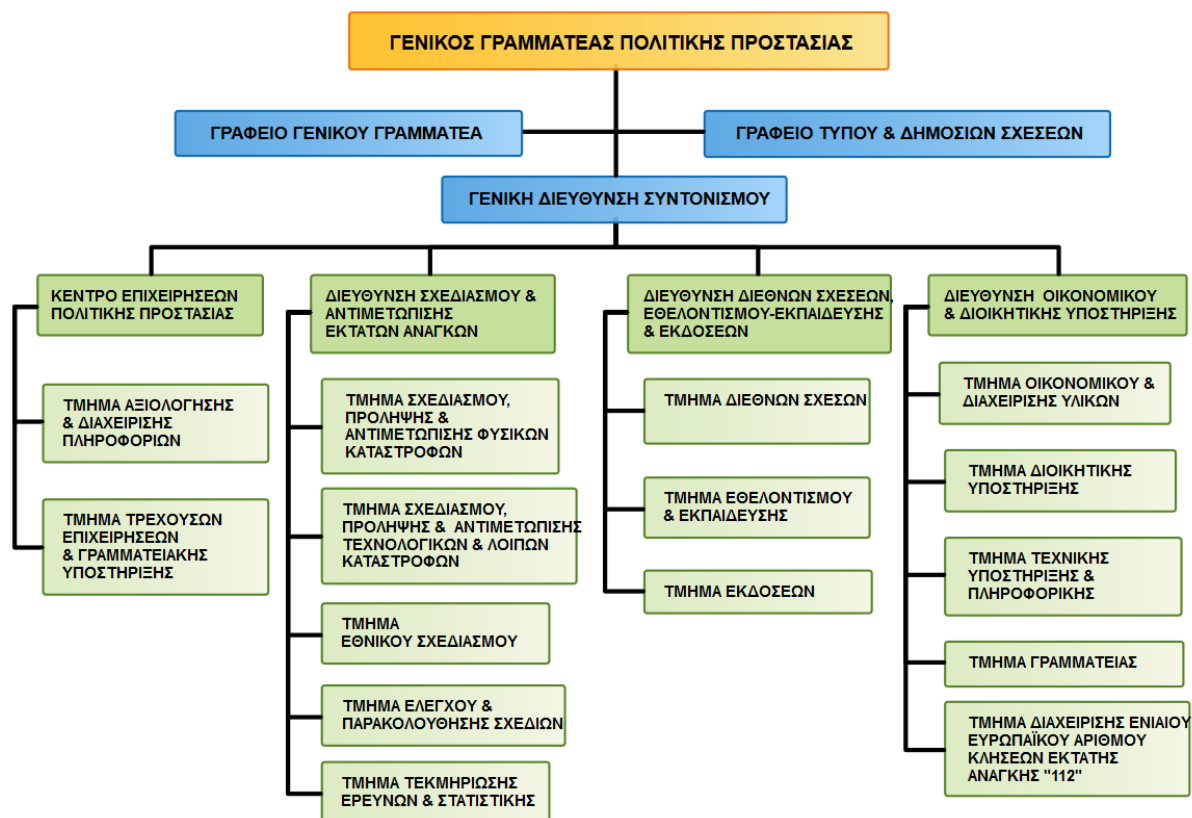 ΓΕΝΙΚΟΣ ΓΡΑΜΜΑΤΕΑΣ ΠΟΛΙΤΙΚΗΣ ΠΡΟΣΤΑΣΙΑΣ
ΓΡΑΦΕΙΟ ΓΕΝΙΚΟΥ ΓΡΑΜΜΑΤΕΑ
ΓΡΑΦΕΙΟ ΤΥΠΟΥ & ΔΗΜΟΣΙΩΝ ΣΧΕΣΕΩΝ
ΓΕΝΙΚΗ ΔΙΕΥΘΥΝΣΗ ΣΥΝΤΟΝΙΣΜΟΥ
ΚΕΝΤΡΟ ΕΠΙΧΕΙΡΗΣΕΩΝ
ΠΟΛΙΤΙΚΗΣ ΠΡΟΣΤΑΣΙΑΣ
ΤΜΗΜΑ ΑΞΙΟΛΟΓΗΣΗΣ
& ΔΙΑΧΕΙΡΙΣΗΣ
ΠΛΗΡΟΦΟΡΙΩΝ
ΤΜΗΜΑ ΤΡΕΧΟΥΣΩΝ
ΕΠΙΧΕΙΡΗΣΕΩΝ
& ΓΡΑΜΜΑΤΕΙΑΚΗΣ
ΥΠΟΣΤΗΡΙΞΗΣ
ΔΙΕΥΘΥΝΣΗ ΣΧΕΔΙΑΣΜΟΥ &
ΑΝΤΙΜΕΤΩΠΙΣΗΣ
ΕΚΤΑΤΩΝ ΑΝΑΓΚΩΝ
ΤΜΗΜΑ ΣΧΕΔΙΑΣΜΟΥ,
ΠΡΟΛΗΨΗΣ &
ΑΝΤΙΜΕΤΩΠΙΣΗΣ ΦΥΣΙΚΩΝ
ΚΑΤΑΣΤΡΟΦΩΝ
ΤΜΗΜΑ ΣΧΕΔΙΑΣΜΟΥ,
ΠΡΟΛΗΨΗΣ & ΑΝΤΙΜΕΤΩΠΙΣΗΣ
ΤΕΧΝΟΛΟΓΙΚΩΝ & ΛΟΙΠΩΝ
ΚΑΤΑΣΤΡΟΦΩΝ
ΤΜΗΜΑ
ΕΘΝΙΚΟΥ ΣΧΕΔΙΑΣΜΟΥ
ΤΜΗΜΑ ΕΛΕΓΧΟΥ &
ΠΑΡΑΚΟΛΟΥΘΗΣΗΣ ΣΧΕΔΙΩΝ
ΤΜΗΜΑ ΤΕΚΜΗΡΙΩΣΗΣ
ΕΡΕΥΝΩΝ & ΣΤΑΤΙΣΤΙΚΗΣ
ΔΙΕΥΘΥΝΣΗ ΔΙΕΘΝΩΝ ΣΧΕΣΕΩΝ,
ΕΘΕΛΟΝΤΙΣΜΟΥ-ΕΚΠΑΙΔΕΥΣΗΣ
& ΕΚΔΟΣΕΩΝ
ΤΜΗΜΑ ΔΙΕΘΝΩΝ ΣΧΕΣΩΝ
ΤΜΗΜΑ ΕΘΕΛΟΝΤΙΣΜΟΥ
& ΕΚΠΑΙΔΕΥΣΗΣ
ΤΜΗΜΑ ΕΚΔΟΣΕΩΝ
ΔΙΕΥΘΥΝΣΗ ΟΙΚΟΝΟΜΙΚΟΥ
& ΔΙΟΙΚΗΤΙΚΗΣ ΥΠΟΣΤΗΡΙΞΗΣ
ΤΜΗΜΑ ΟΙΚΟΝΟΜΙΚΟΥ &
ΔΙΑΧΕΙΡΙΣΗΣ ΥΛΙΚΩΝ
ΤΜΗΜΑ ΔΙΟΙΚΗΤΙΚΗΣ
ΥΠΟΣΤΗΡΙΞΗΣ
ΤΜΗΜΑ ΤΕΧΝΙΚΗΣ
ΥΠΟΣΤΗΡΙΞΗΣ &
ΠΛΗΡΟΦΟΡΙΚΗΣ
ΤΜΗΜΑ ΓΡΑΜΜΑΤΕΙΑΣ
ΤΜΗΜΑ ΔΙΑΧΕΙΡΙΣΗΣ ΕΝΙΑΙΟΥ
ΕΥΡΩΠΑΪΚΟΥ ΑΡΙΘΜΟΥ
ΚΛΗΣΕΩΝ ΕΚΤΑΤΗΣ
ΑΝΑΓΚΗΣ "112"